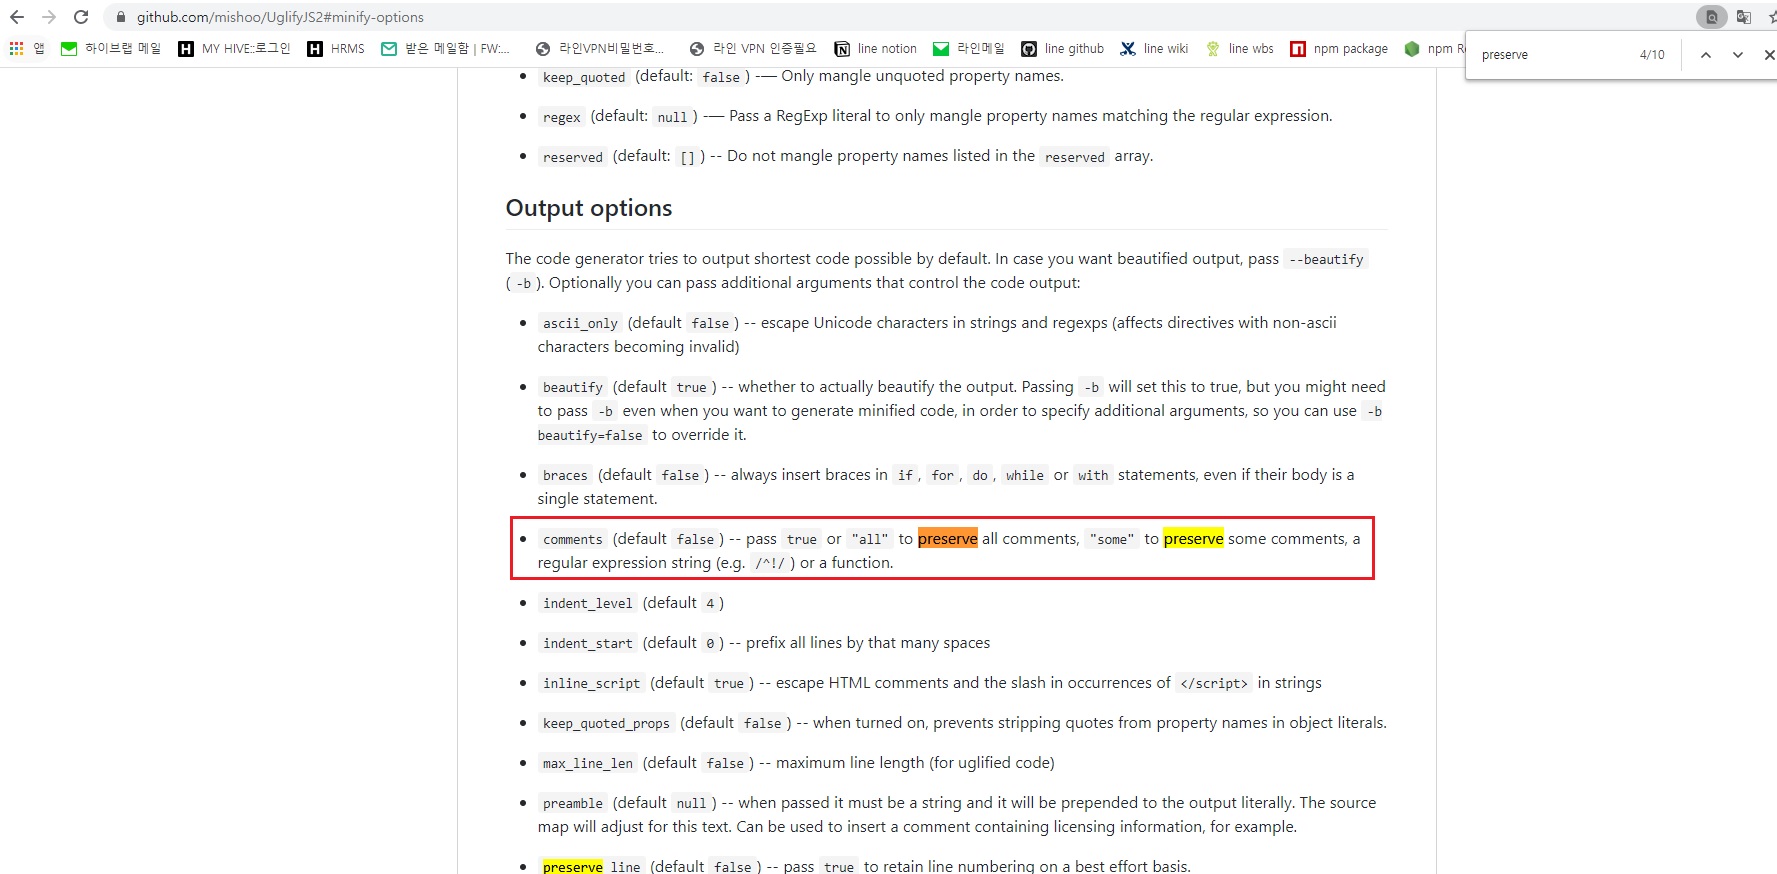 github.com/mishoo/UglifyJS2#minify-options
앱 하이브랩 메일 MY HIVE::로그인 HRMS 받은 메일함 | FW:... 라인VPN비밀번호... 라인 VPN 인증필요 line notion 라인메일 line github line wiki line wbs npm package npm Re
preserve 4/10
• keep_quoted (default: false) -— Only mangle unquoted property names.
• regex (default: null) -— Pass a RegExp literal to only mangle property names matching the regular expression.
• reserved (default: []) -- Do not mangle property names listed in the reserved array.
Output options
The code generator tries to output shortest code possible by default. In case you want beautified output, pass --beautify
(-b). Optionally you can pass additional arguments that control the code output:
• ascii_only (default false) -- escape Unicode characters in strings and regexps (affects directives with non-ascii
characters becoming invalid)
• beautify (default true) -- whether to actually beautify the output. Passing -b will set this to true, but you might need
to pass -b even when you want to generate minified code, in order to specify additional arguments, so you can use -b
beautify=false to override it.
• braces (default false) -- always insert braces in if, for, do, while or with statements, even if their body is a
single statement.
• comments (default false) -- pass true or "all" to preserve all comments, "some" to preserve some comments, a
regular expression string (e.g. /^!/) or a function.
• indent_level (default 4)
• indent_start (default 0) -- prefix all lines by that many spaces
• inline_script (default true) -- escape HTML comments and the slash in occurrences of </script> in strings
• keep_quoted_props (default false) -- when turned on, prevents stripping quotes from property names in object literals.
• max_line_len (default false) -- maximum line length (for uglified code)
• preamble (default null) -- when passed it must be a string and it will be prepended to the output literally. The source
map will adjust for this text. Can be used to insert a comment containing licensing information, for example.
• preserve_line (default false) -- pass true to retain line numbering on a best effort basis.